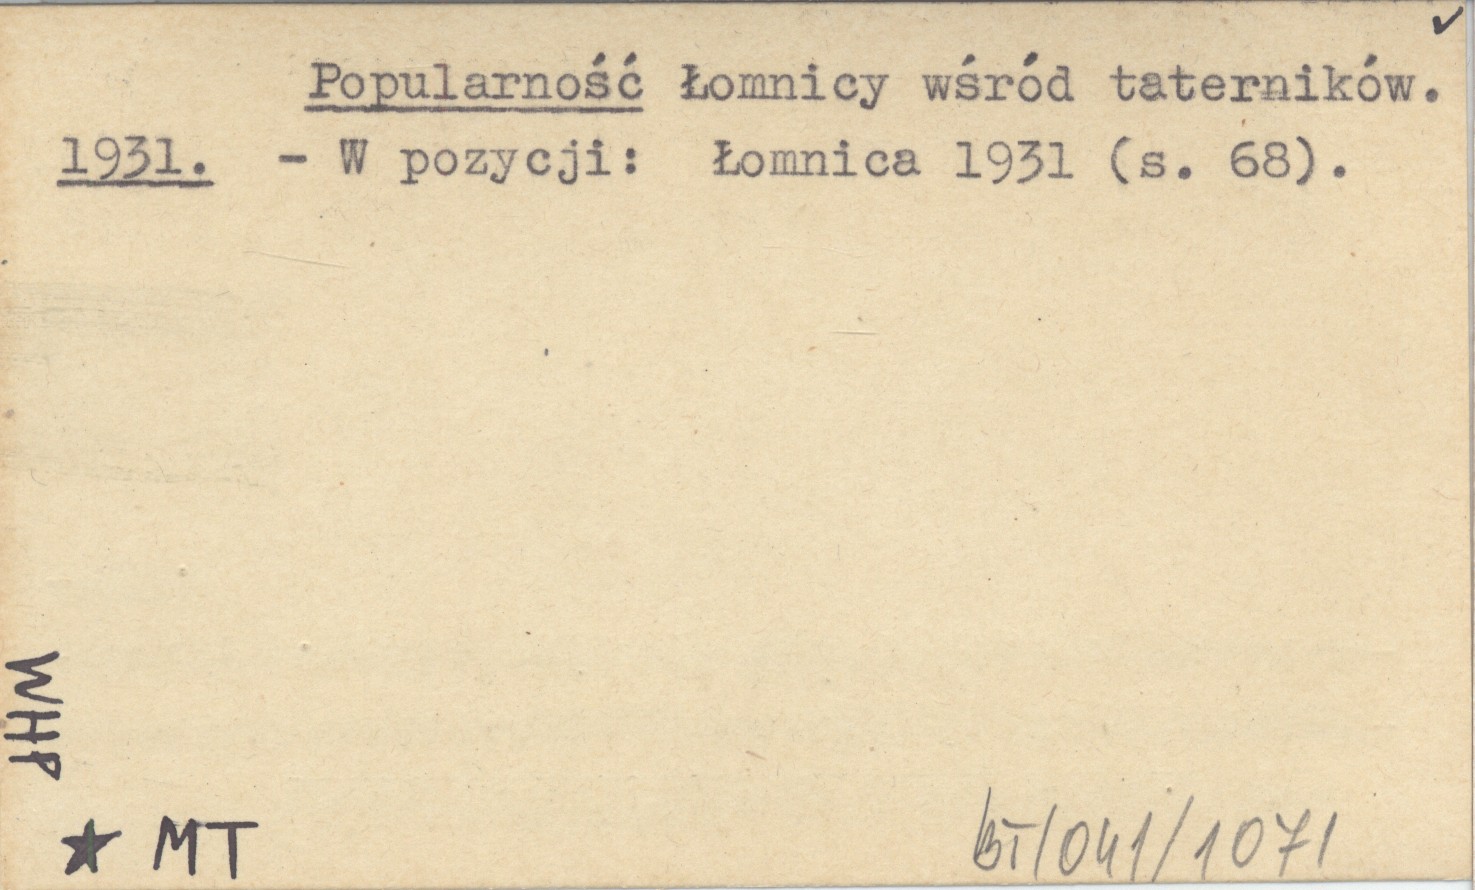 ✓
Popularność Łomnicy wśród taterników.
1931. - W pozycji: Łomnica 1931 (s. 68).
WHP
★ MT
BT/041/1071